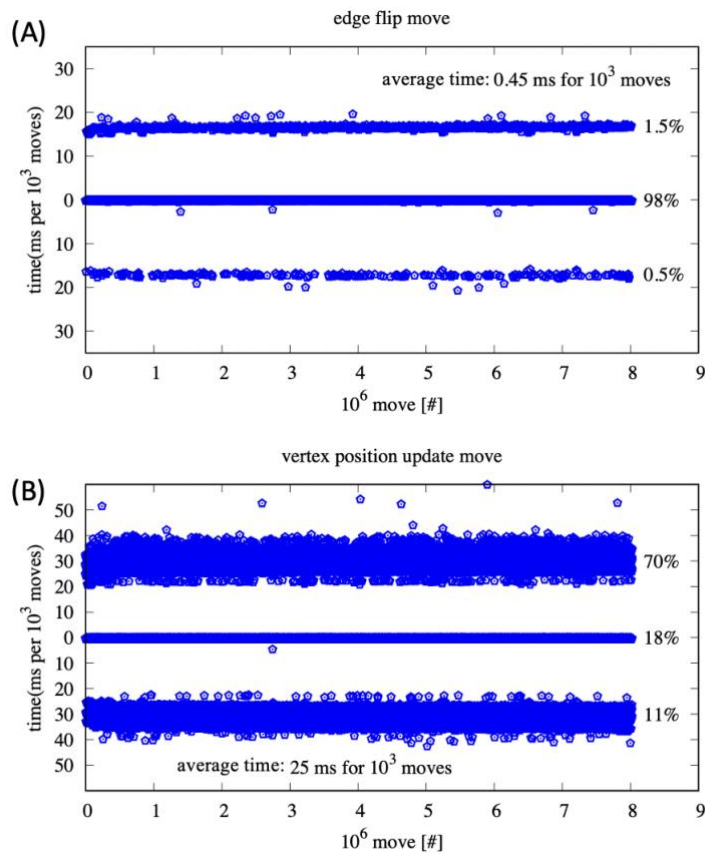 (A)
edge flip move
average time: 0.45 ms for 10³ moves
time(ms per 10³ moves)
30
20
10
0
10
20
30
1.5%
98%
0.5%
0 1 2 3 4 5 6 7 8 9
10⁶ move [#]
(B)
vertex position update move
time(ms per 10³ moves)
50
40
30
20
10
0
10
20
30
40
50
70%
18%
11%
average time: 25 ms for 10³ moves
0 1 2 3 4 5 6 7 8 9
10⁶ move [#]